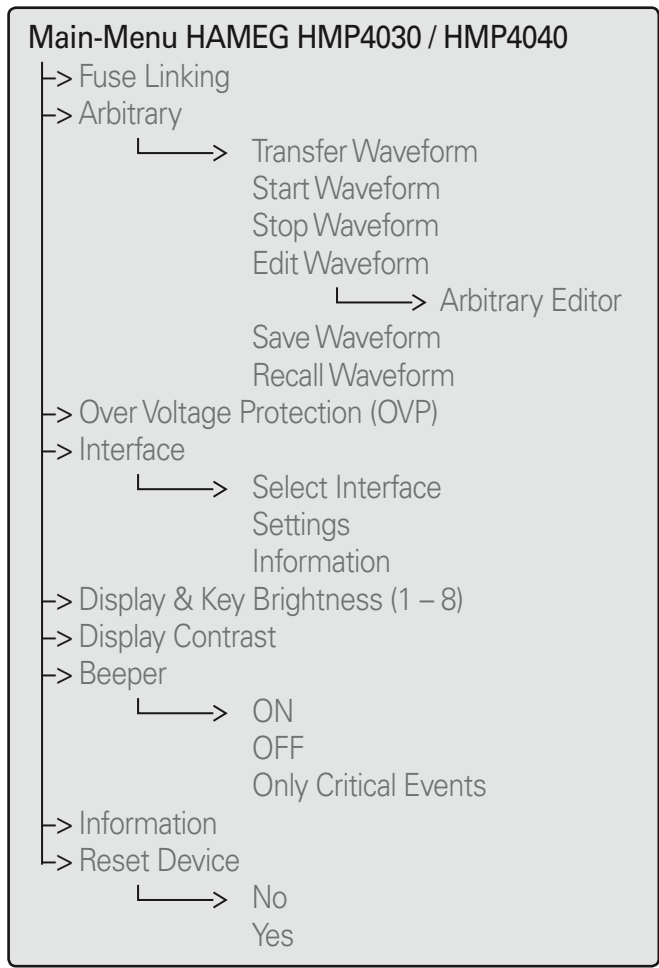 Main-Menu HAMEG HMP4030 / HMP4040
-> Fuse Linking
-> Arbitrary
Transfer Waveform
Start Waveform
Stop Waveform
Edit Waveform
Arbitrary Editor
Save Waveform
Recall Waveform
-> Over Voltage Protection (OVP)
-> Interface
Select Interface
Settings
Information
-> Display & Key Brightness (1 – 8)
-> Display Contrast
-> Beeper
ON
OFF
Only Critical Events
-> Information
-> Reset Device
No
Yes